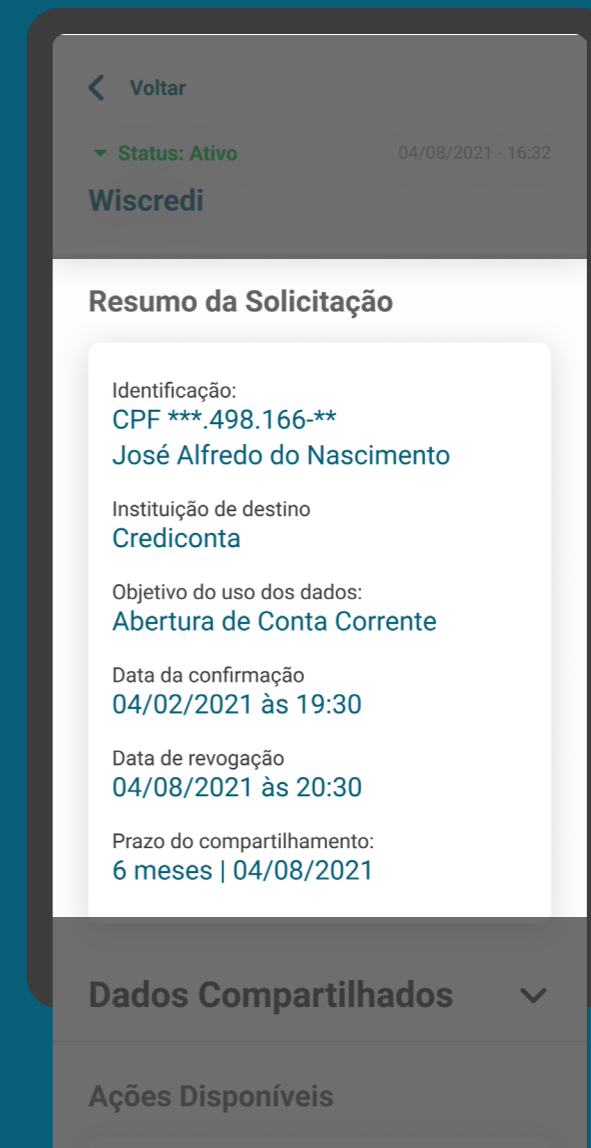 Voltar
Status: Ativo 04/08/2021 - 16:32
Wiscredi
Resumo da Solicitação
Identificação:
CPF ***.498.166-**
José Alfredo do Nascimento
Instituição de destino
Crediconta
Objetivo do uso dos dados:
Abertura de Conta Corrente
Data da confirmação
04/02/2021 às 19:30
Data de revogação
04/08/2021 às 20:30
Prazo do compartilhamento:
6 meses | 04/08/2021
Dados Compartilhados
Ações Disponíveis